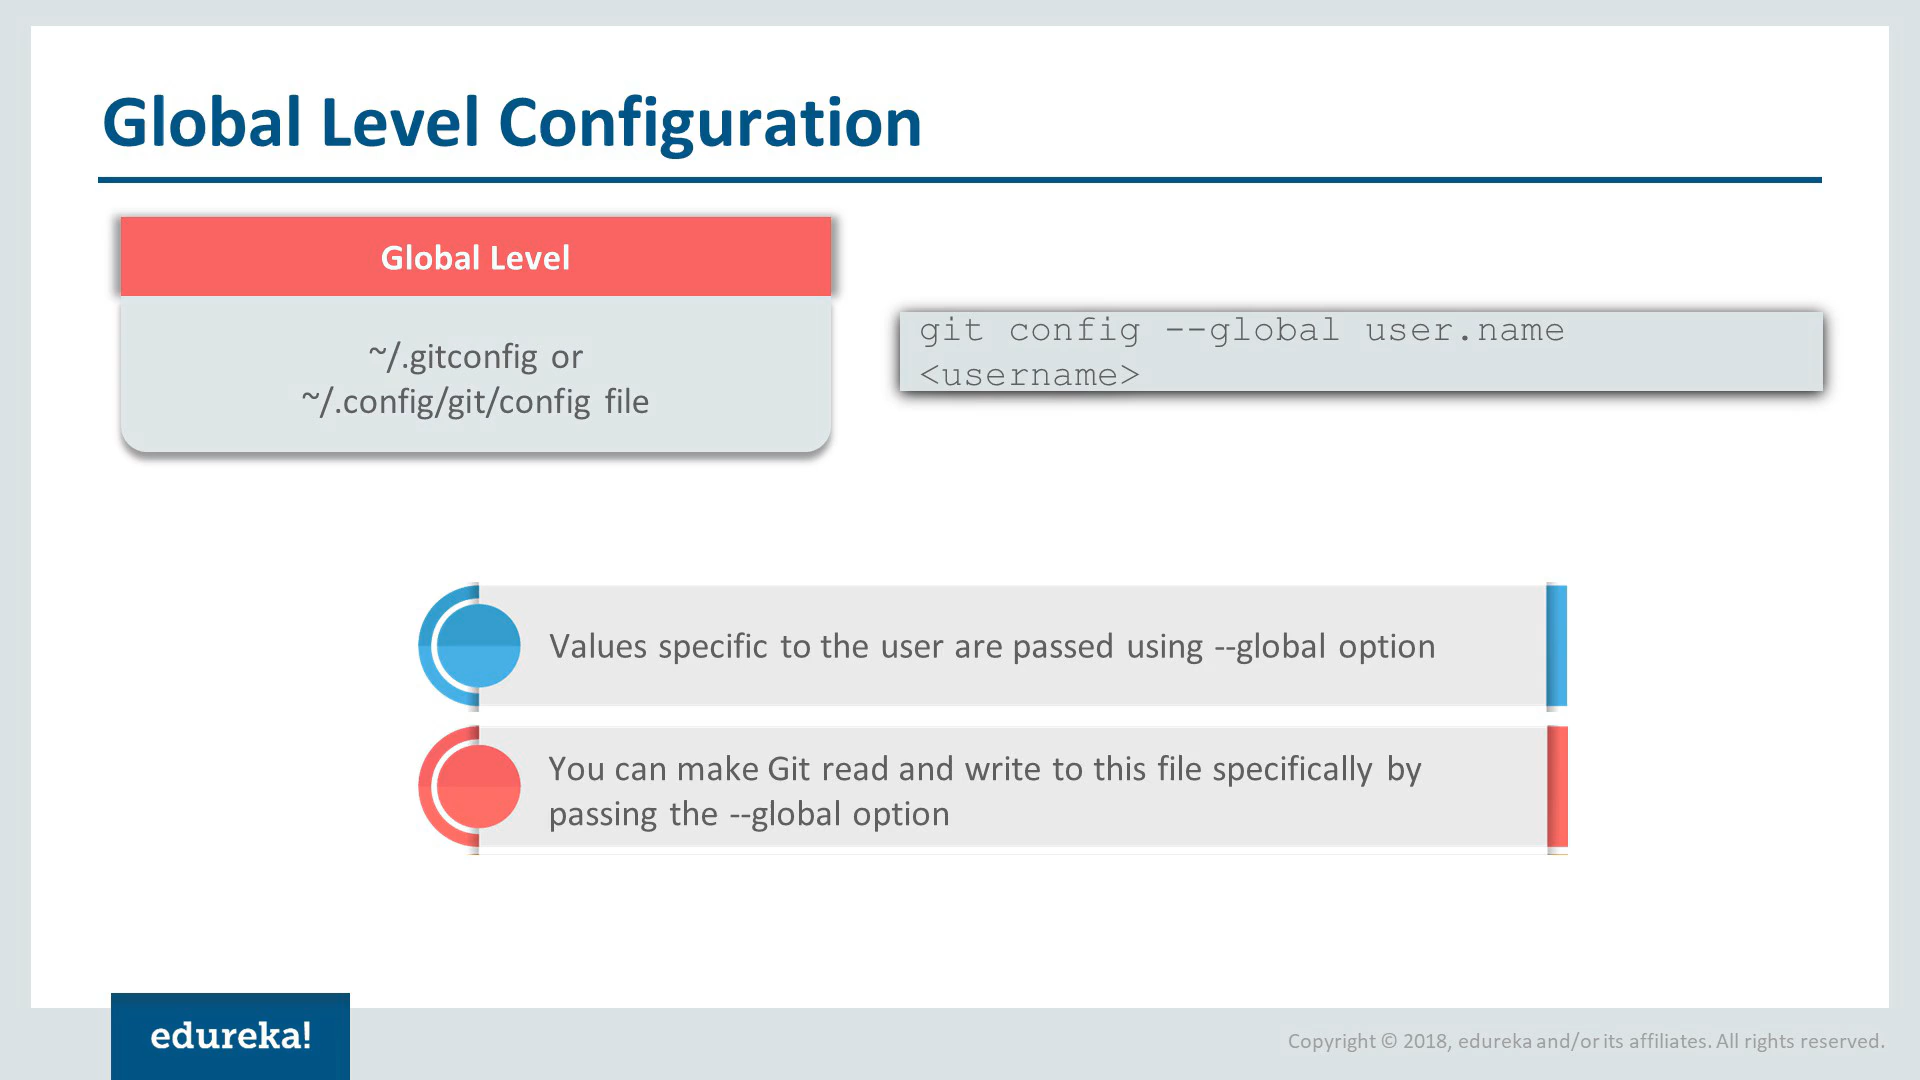 Global Level Configuration
Global Level
~/.gitconfig or
~/.config/git/config file
git config --global user.name
<username>
Values specific to the user are passed using --global option
You can make Git read and write to this file specifically by
passing the --global option
edureka!
Copyright © 2018, edureka and/or its affiliates. All rights reserved.